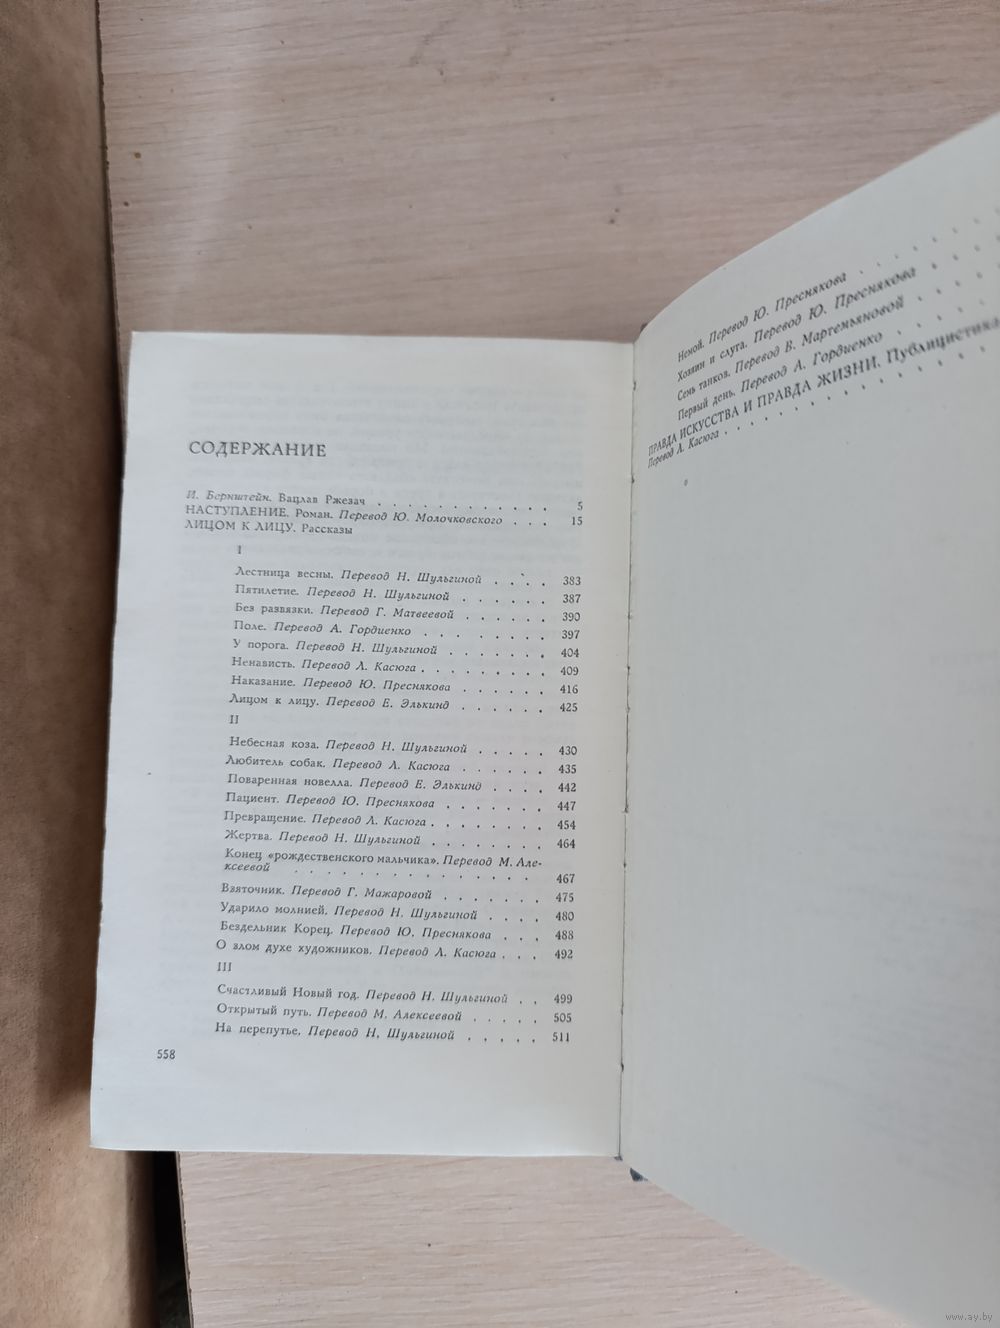 СОДЕРЖАНИЕ
И. Бернштейн. Вацлав Ржезач . . . . . . . . . . . . 5
НАСТУПЛЕНИЕ. Роман. Перевод Ю. Молочковского . . . 15
ЛИЦОМ К ЛИЦУ. Рассказы
I
Лестница весны. Перевод Н. Шульгиной . . . . 383
Пятилетие. Перевод Н. Шульгиной . . . . . . 387
Без развязки. Перевод Г. Матвеевой . . . . . . 390
Поле. Перевод А. Гордиенко . . . . . . . 397
У порога. Перевод Н. Шульгиной . . . . . . . 404
Ненависть. Перевод Л. Касюга . . . . . . . . 409
Наказание. Перевод Ю. Преснякова . . . . . . 416
Лицом к лицу. Перевод Е. Элькинд . . . . . . 425
II
Небесная коза. Перевод Н. Шульгиной . . . . . 430
Любитель собак. Перевод Л. Касюга . . . . . . 435
Поваренная новелла. Перевод Е. Элькинд . . . . 442
Пациент. Перевод Ю. Преснякова . . . . . . . 447
Превращение. Перевод Л. Касюга . . . . . . . . 454
Жертва. Перевод Н. Шульгиной . . . . . . . . 464
Конец «рождественского мальчика». Перевод М. Але-
ксеевой . . . . . . . . . . . . . . 467
Взяточник. Перевод Г. Мажаровой . . . . . . . 475
Ударило молнией. Перевод Н. Шульгиной . . . . 480
Бездельник Корец. Перевод Ю. Преснякова . . . 488
О злом духе художников. Перевод Л. Касюга . . . 492
III
Счастливый Новый год. Перевод Н. Шульгиной . . 499
Открытый путь. Перевод М. Алексеевой . . . . . 505
На перепутье. Перевод Н. Шульгиной . . . . . 511
558
Немой. Перевод Ю. Преснякова . . . . . . .
Хозяин и слуга. Перевод Ю. Преснякова . . . .
Семь танков. Перевод В. Мартемьяновой . . . . .
Первый день. Перевод А. Гордиенко . . . . . .
ПРАВДА ИСКУССТВА И ПРАВДА ЖИЗНИ. Публицистика.
Перевод Л. Касюга . . . . . . . . . . .
www.ay.by